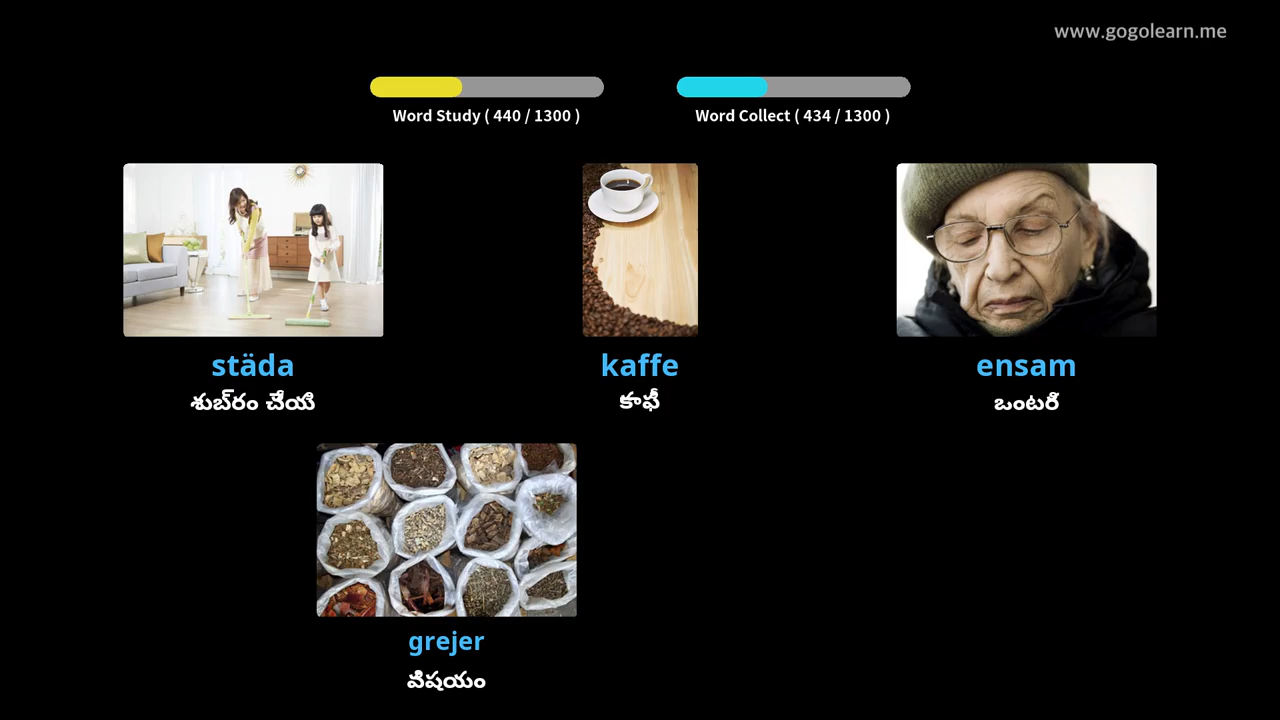 www.gogolearn.me
Word Study ( 440 / 1300 )
Word Collect ( 434 / 1300 )
städa
శుబ్రం చేయి
kaffe
కాఫీ
ensam
ఒంటరి
grejer
విషయం